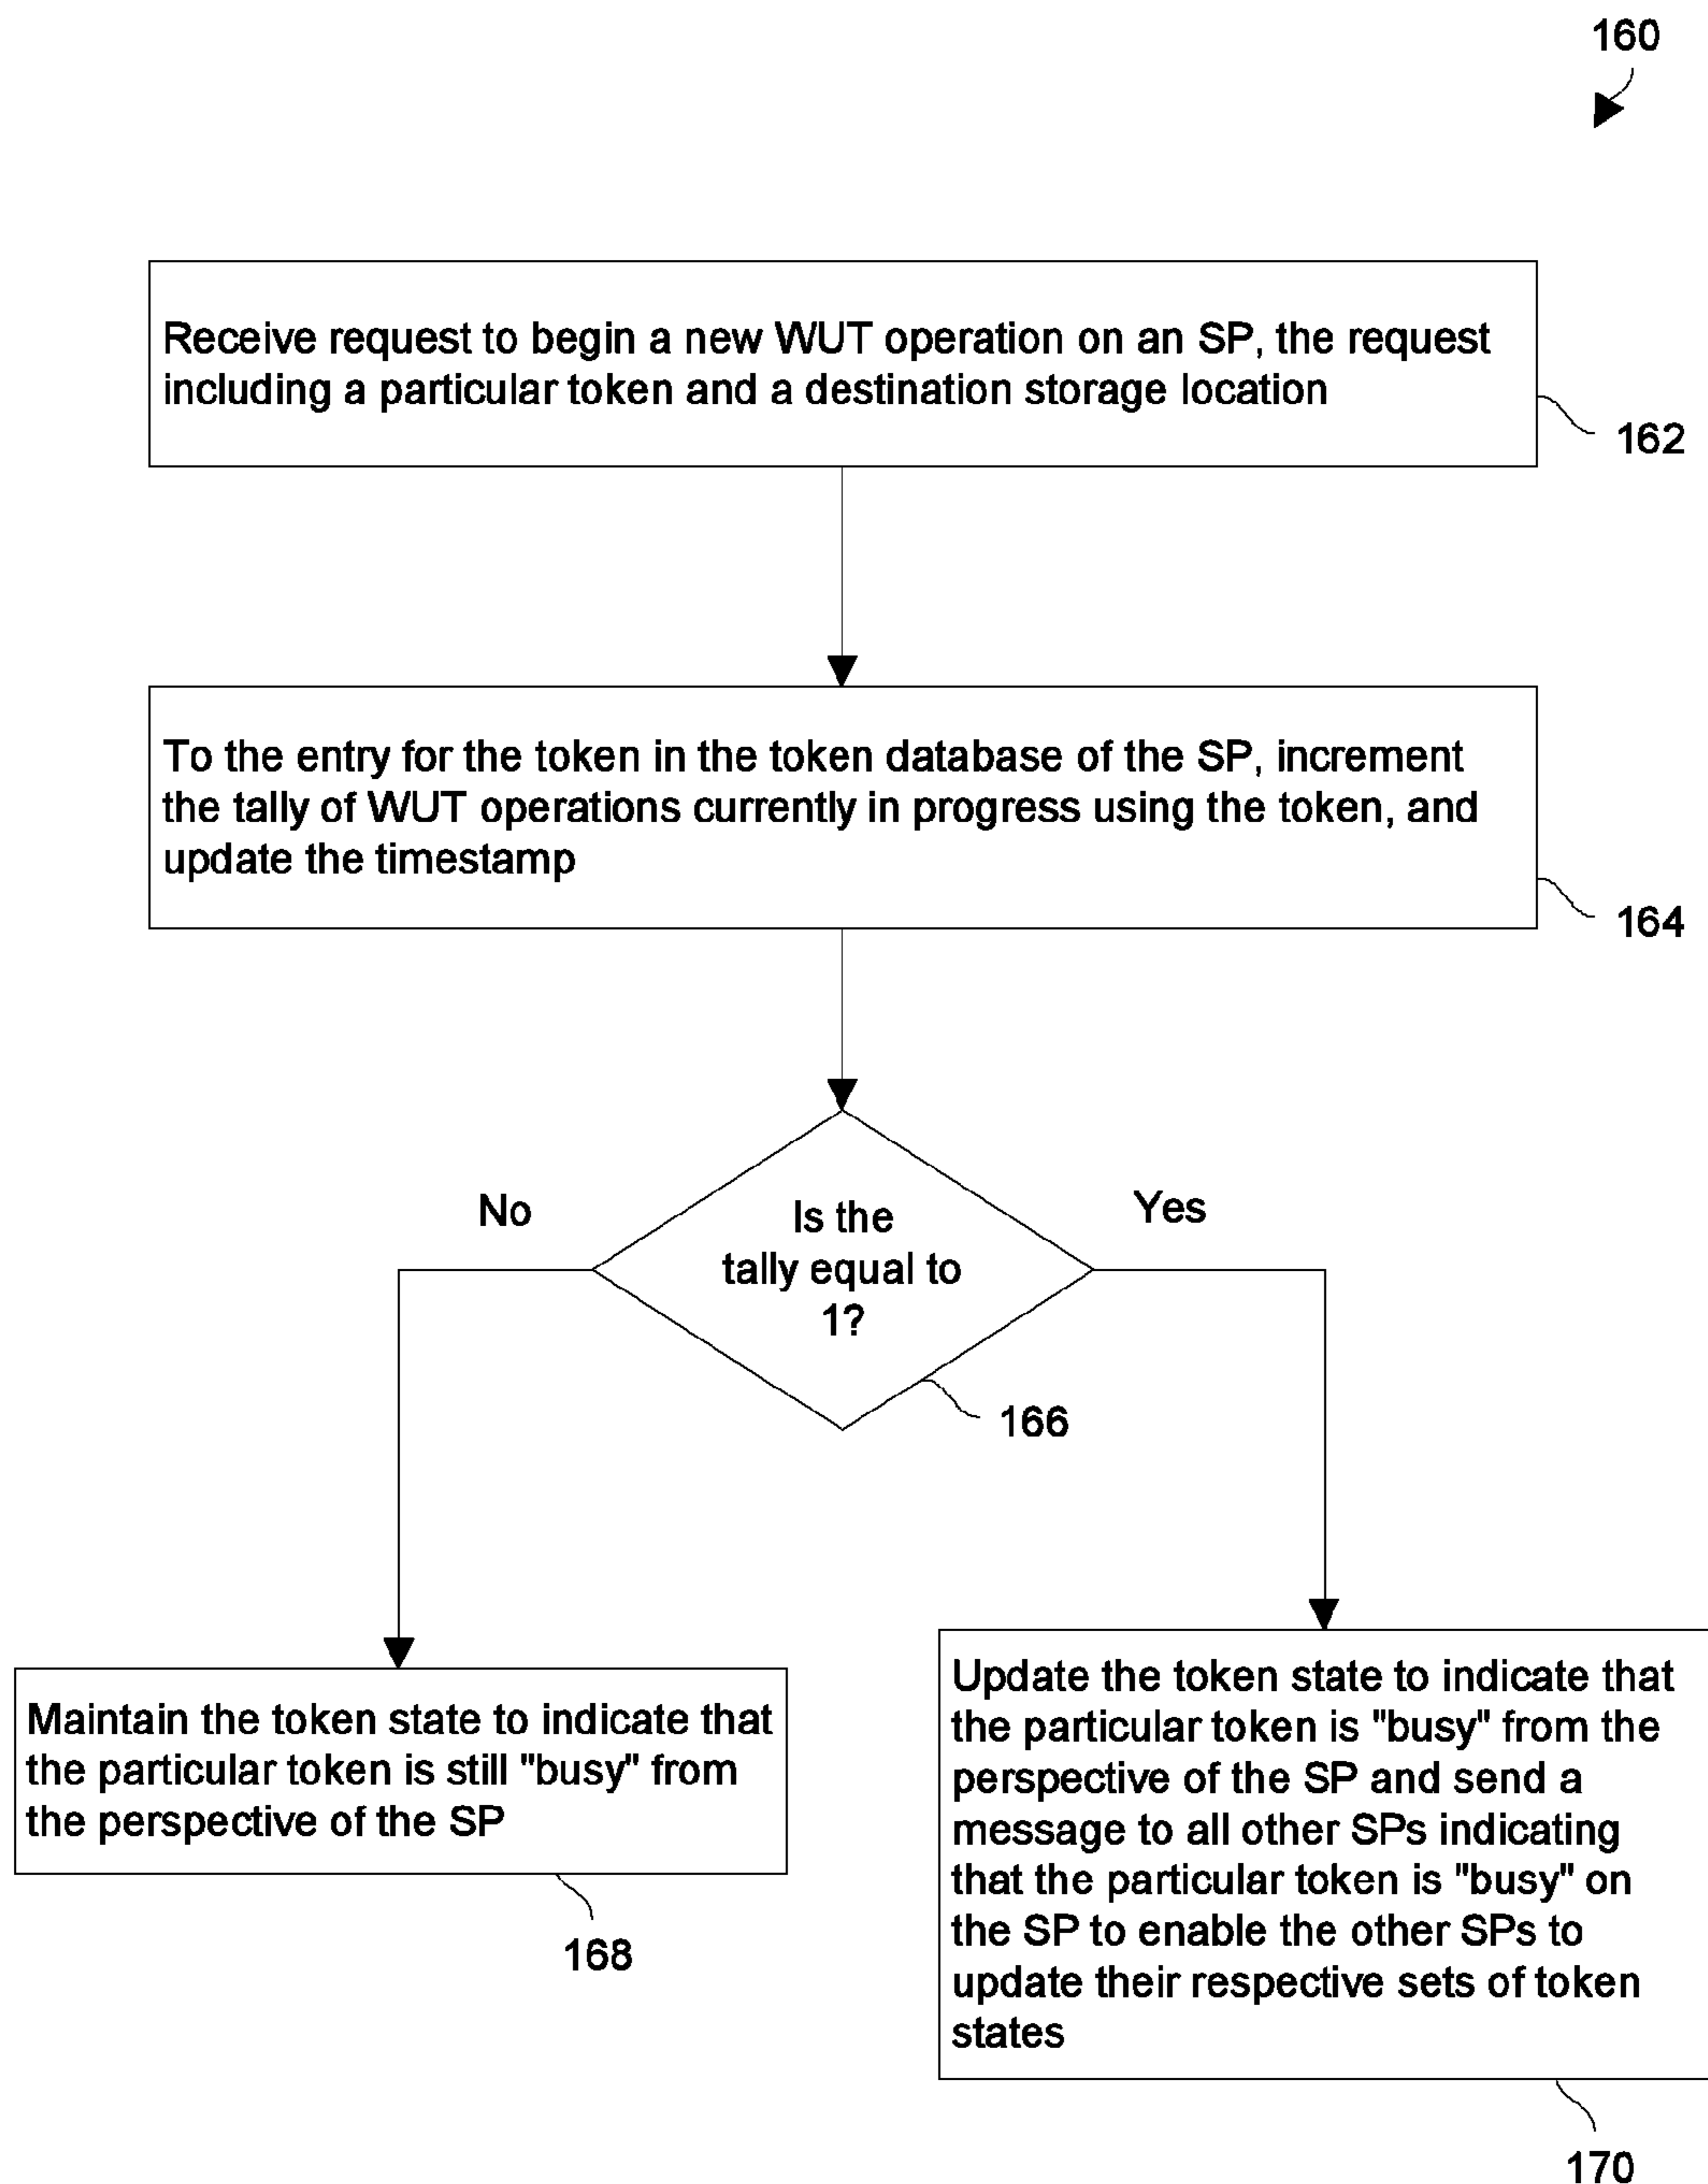 160
Receive request to begin a new WUT operation on an SP, the request
including a particular token and a destination storage location
162
To the entry for the token in the token database of the SP, increment
the tally of WUT operations currently in progress using the token, and
update the timestamp
164
No
Is the
tally equal to
1?
Yes
166
Maintain the token state to indicate that
the particular token is still "busy" from
the perspective of the SP
168
Update the token state to indicate that
the particular token is "busy" from the
perspective of the SP and send a
message to all other SPs indicating
that the particular token is "busy" on
the SP to enable the other SPs to
update their respective sets of token
states
170